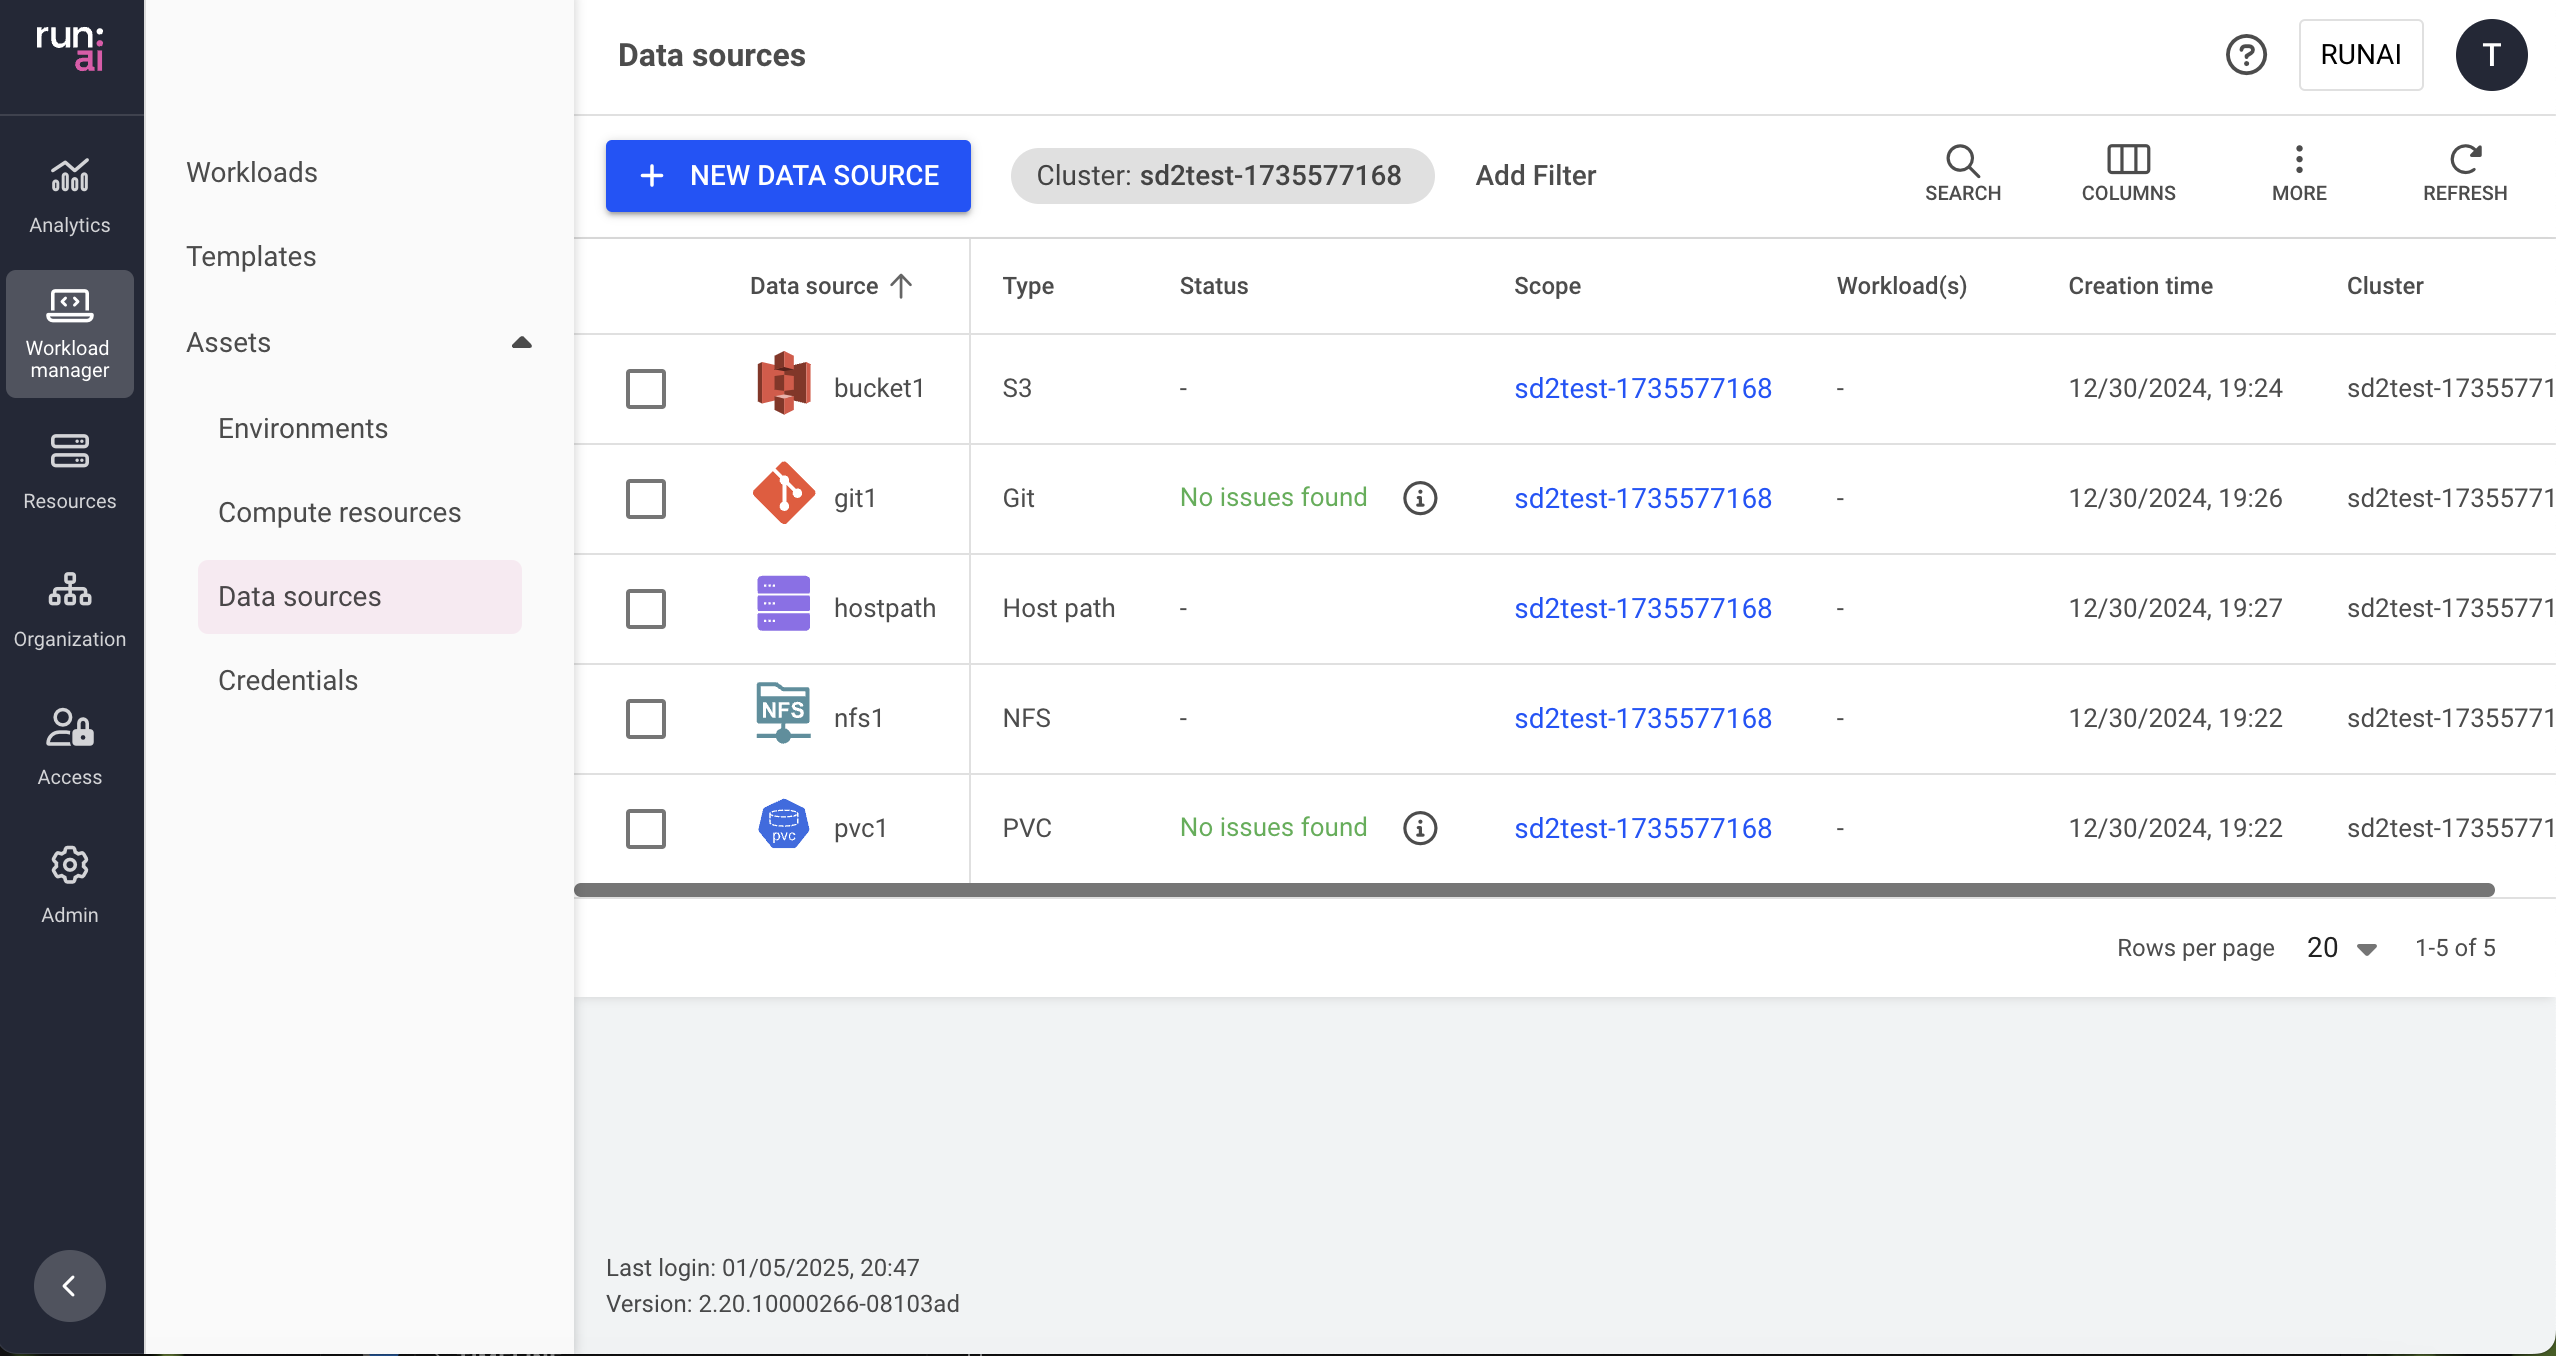 run:
ai
Analytics
Workload
manager
Resources
Organization
Access
Admin
Workloads
Templates
Assets
Environments
Compute resources
Data sources
Credentials
Data sources
RUNAI
T
+ NEW DATA SOURCE
Cluster: sd2test-1735577168
Add Filter
SEARCH
COLUMNS
MORE
REFRESH
Data source Type Status Scope Workload(s) Creation time Cluster
bucket1 S3 - sd2test-1735577168 - 12/30/2024, 19:24 sd2test-17355771
git1 Git No issues found sd2test-1735577168 - 12/30/2024, 19:26 sd2test-17355771
hostpath Host path - sd2test-1735577168 - 12/30/2024, 19:27 sd2test-17355771
NFS nfs1 NFS - sd2test-1735577168 - 12/30/2024, 19:22 sd2test-17355771
pvc pvc1 PVC No issues found sd2test-1735577168 - 12/30/2024, 19:22 sd2test-17355771
Rows per page 20 1-5 of 5
Last login: 01/05/2025, 20:47
Version: 2.20.10000266-08103ad